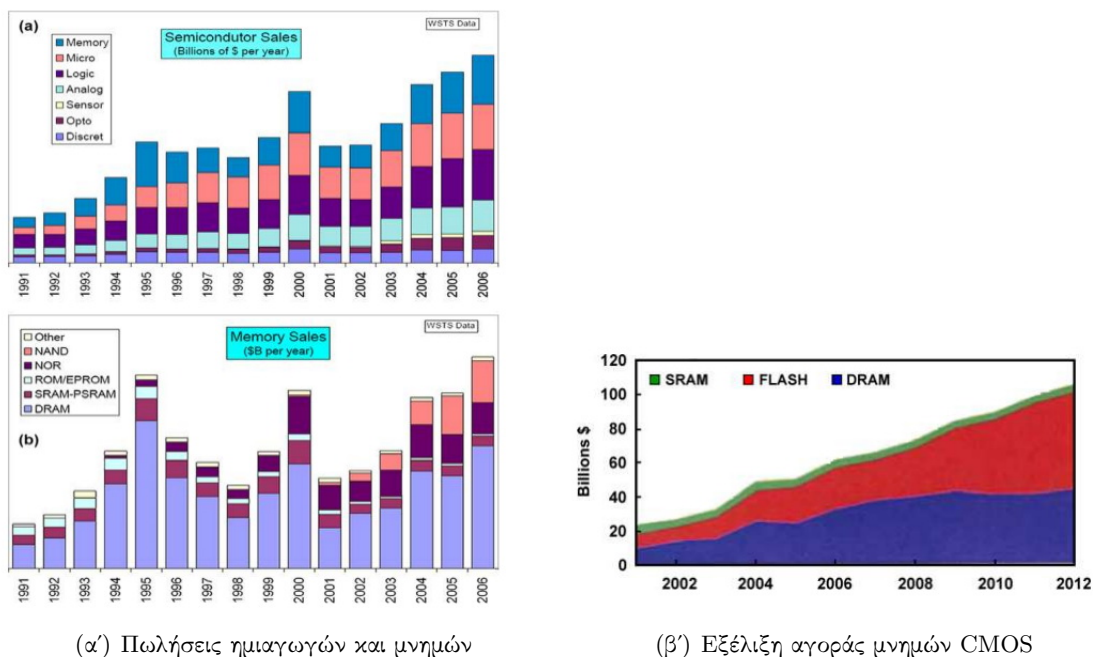 (a)
WSTS Data
Semicondutor Sales
(Billions of $ per year)
Memory
Micro
Logic
Analog
Sensor
Opto
Discret
1991
1992
1993
1994
1995
1996
1997
1998
1999
2000
2001
2002
2003
2004
2005
2006
WSTS Data
Memory Sales
($B per year)
Other
NAND
NOR
ROM/EPROM
SRAM-PSRAM
DRAM
(b)
1991
1992
1993
1994
1995
1996
1997
1998
1999
2000
2001
2002
2003
2004
2005
2006
(αʹ) Πωλήσεις ημιαγωγών και μνημών
120
100
80
60
40
20
0
Billions $
SRAM FLASH DRAM
2002 2004 2006 2008 2010 2012
(βʹ) Εξέλιξη αγοράς μνημών CMOS